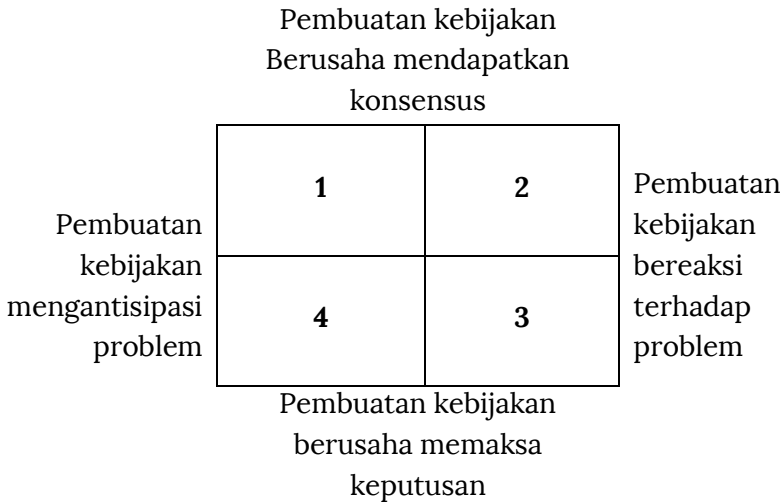 Pembuatan kebijakan
Berusaha mendapatkan
konsensus
1
2
Pembuatan
kebijakan
mengantisipasi
problem
Pembuatan
kebijakan
bereaksi
terhadap
problem
4
3
Pembuatan kebijakan
berusaha memaksa
keputusan